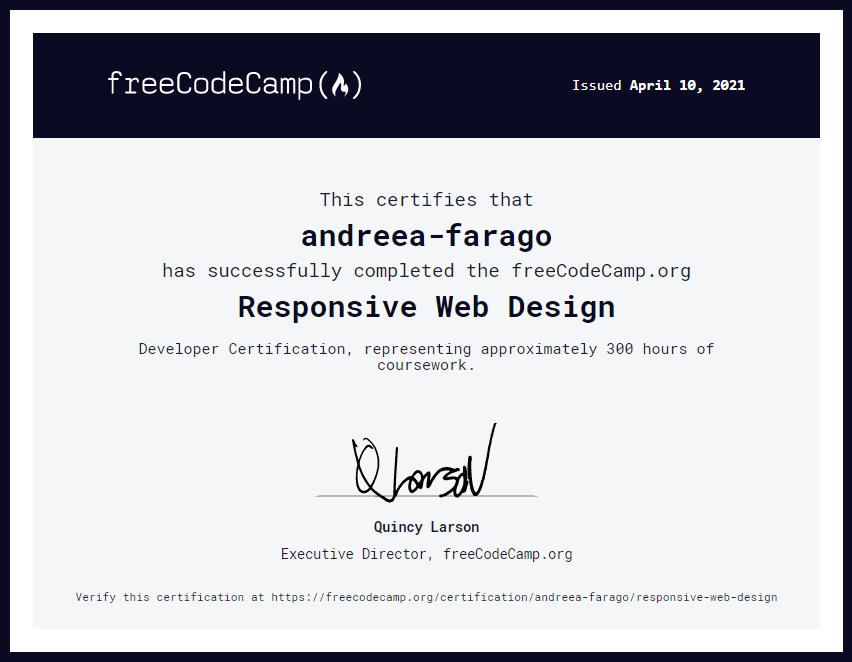 freeCodeCamp(🔥)
Issued April 10, 2021
This certifies that
andreea-farago
has successfully completed the freeCodeCamp.org
Responsive Web Design
Developer Certification, representing approximately 300 hours of
coursework.
Q Larson
Quincy Larson
Executive Director, freeCodeCamp.org
Verify this certification at https://freecodecamp.org/certification/andreea-farago/responsive-web-design